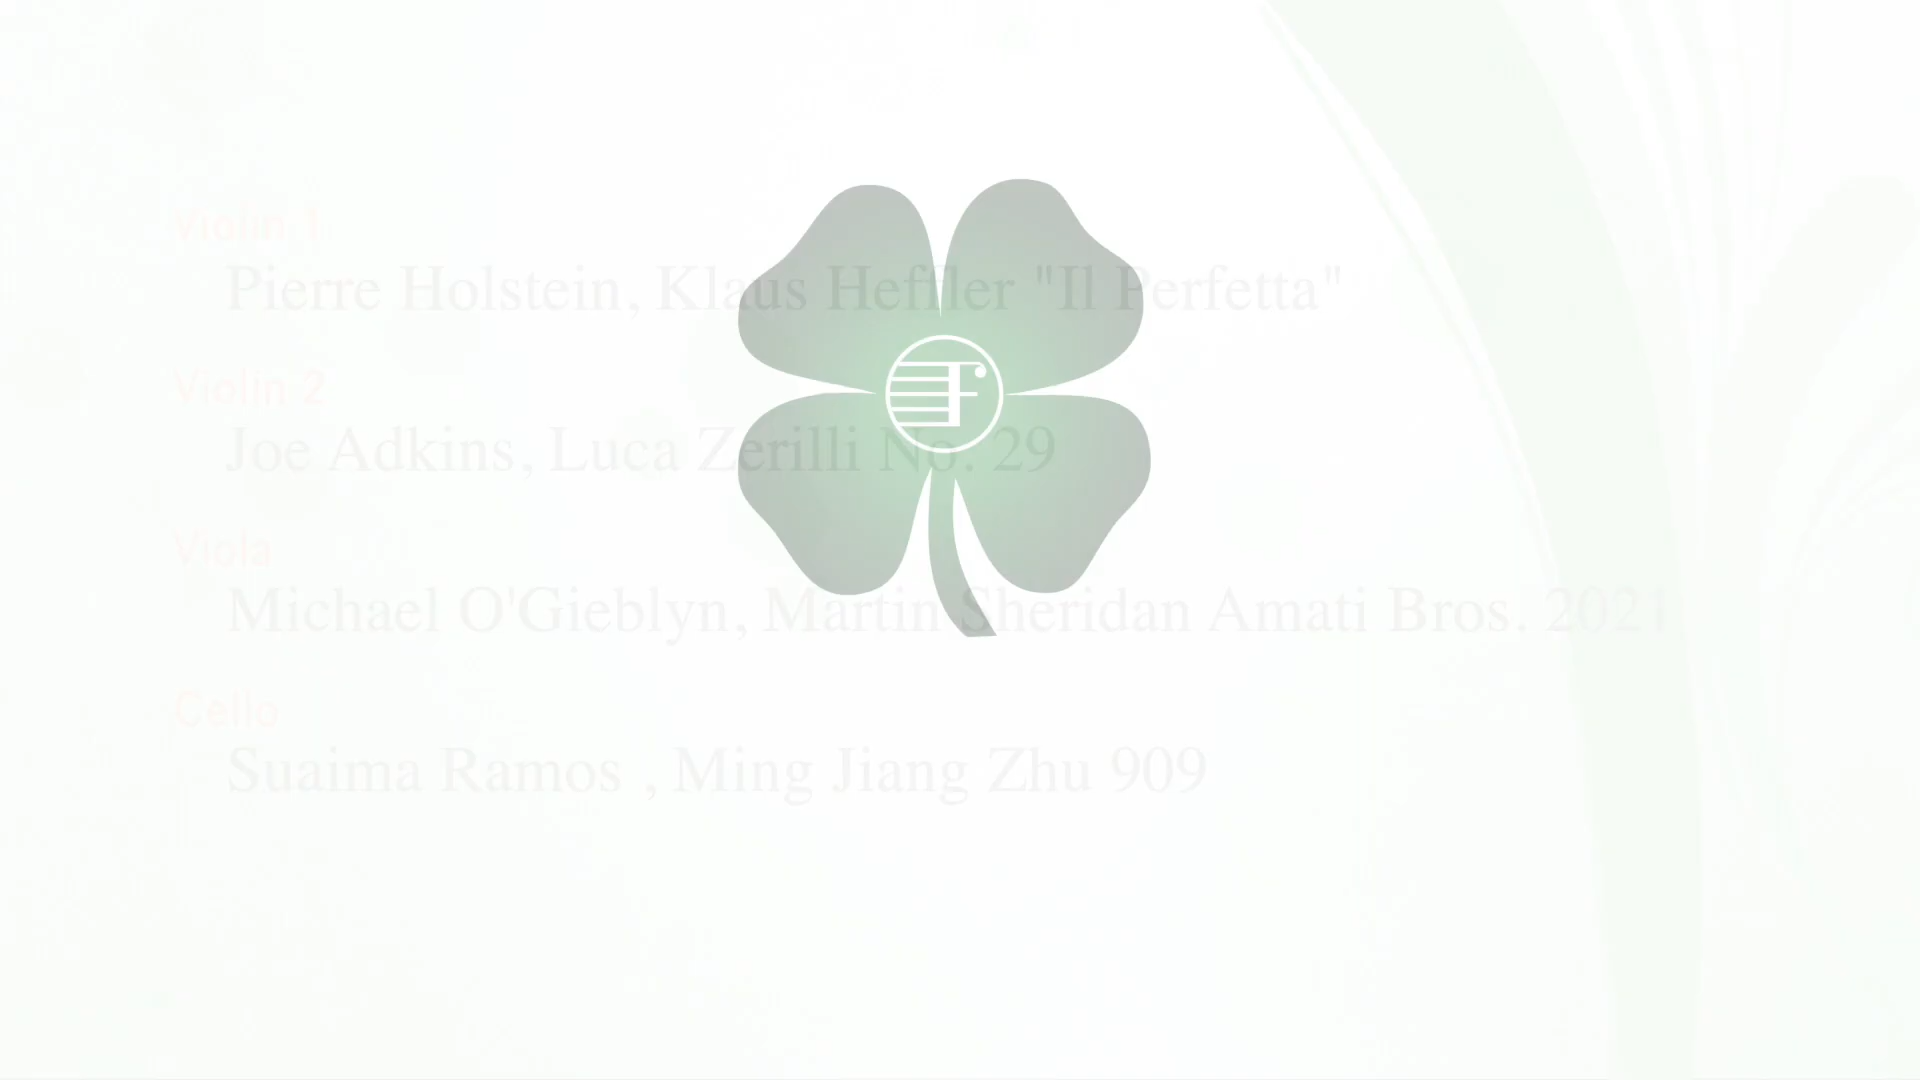 Violin 1
Pierre Holstein, Klaus Heffler "Il Perfetta"
Violin 2
Joe Adkins, Luca Zerilli No. 29
Viola
Michael O'Gieblyn, Martin Sheridan Amati Bros. 2021
Cello
Suaima Ramos , Ming Jiang Zhu 909